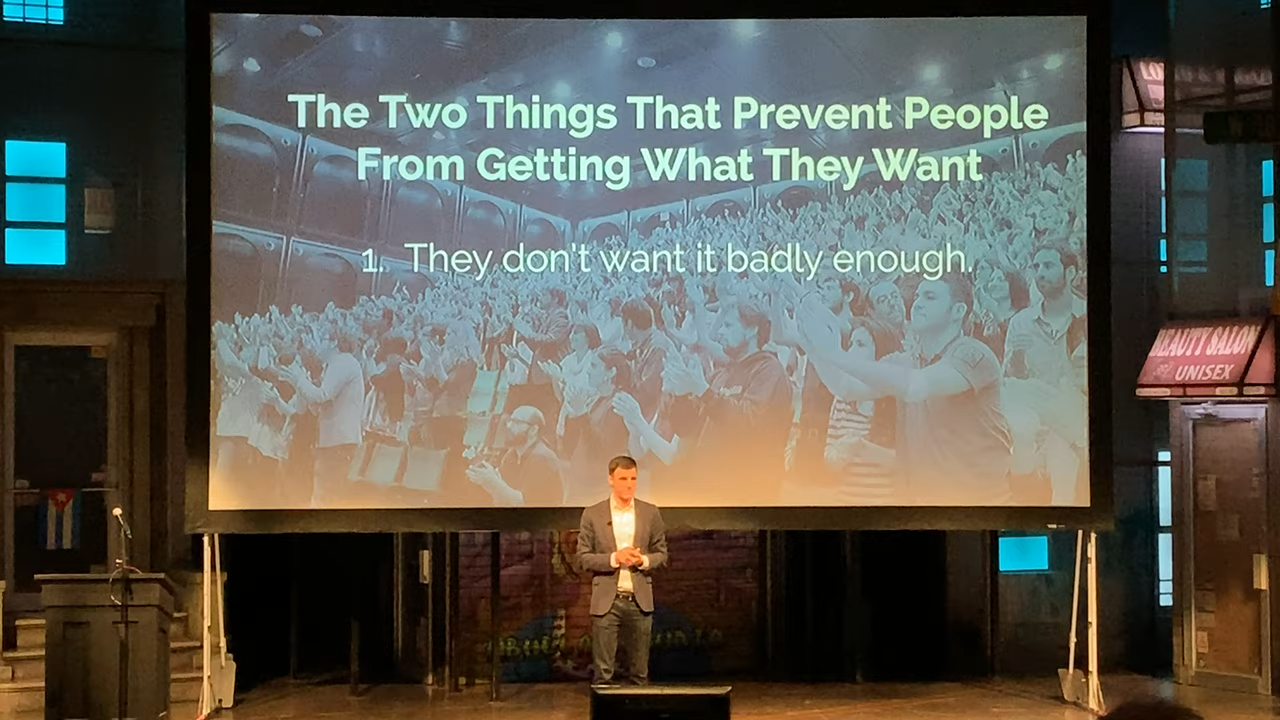 The Two Things That Prevent People
From Getting What They Want
1. They don't want it badly enough.
BEAUTY SALON
UNISEX